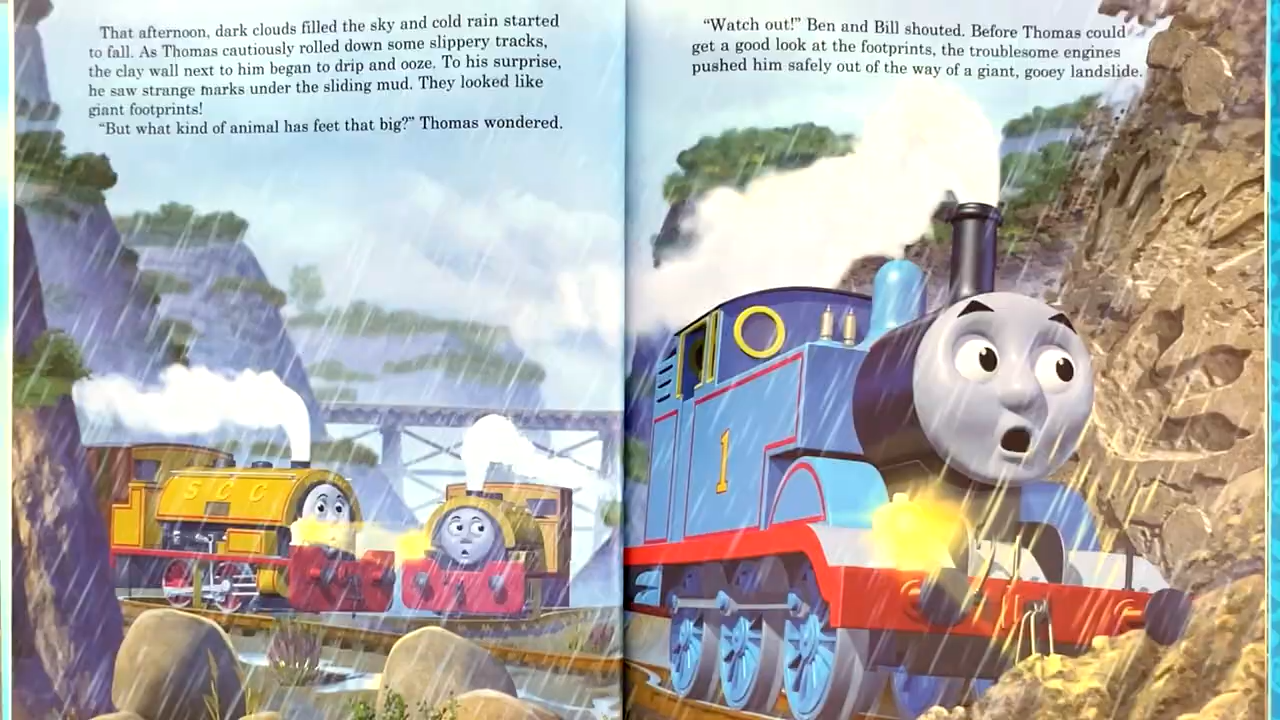 That afternoon, dark clouds filled the sky and cold rain started
to fall. As Thomas cautiously rolled down some slippery tracks,
the clay wall next to him began to drip and ooze. To his surprise,
he saw strange marks under the sliding mud. They looked like
giant footprints!
“But what kind of animal has feet that big?” Thomas wondered.
“Watch out!” Ben and Bill shouted. Before Thomas could
get a good look at the footprints, the troublesome engines
pushed him safely out of the way of a giant, gooey landslide.
S C C
1